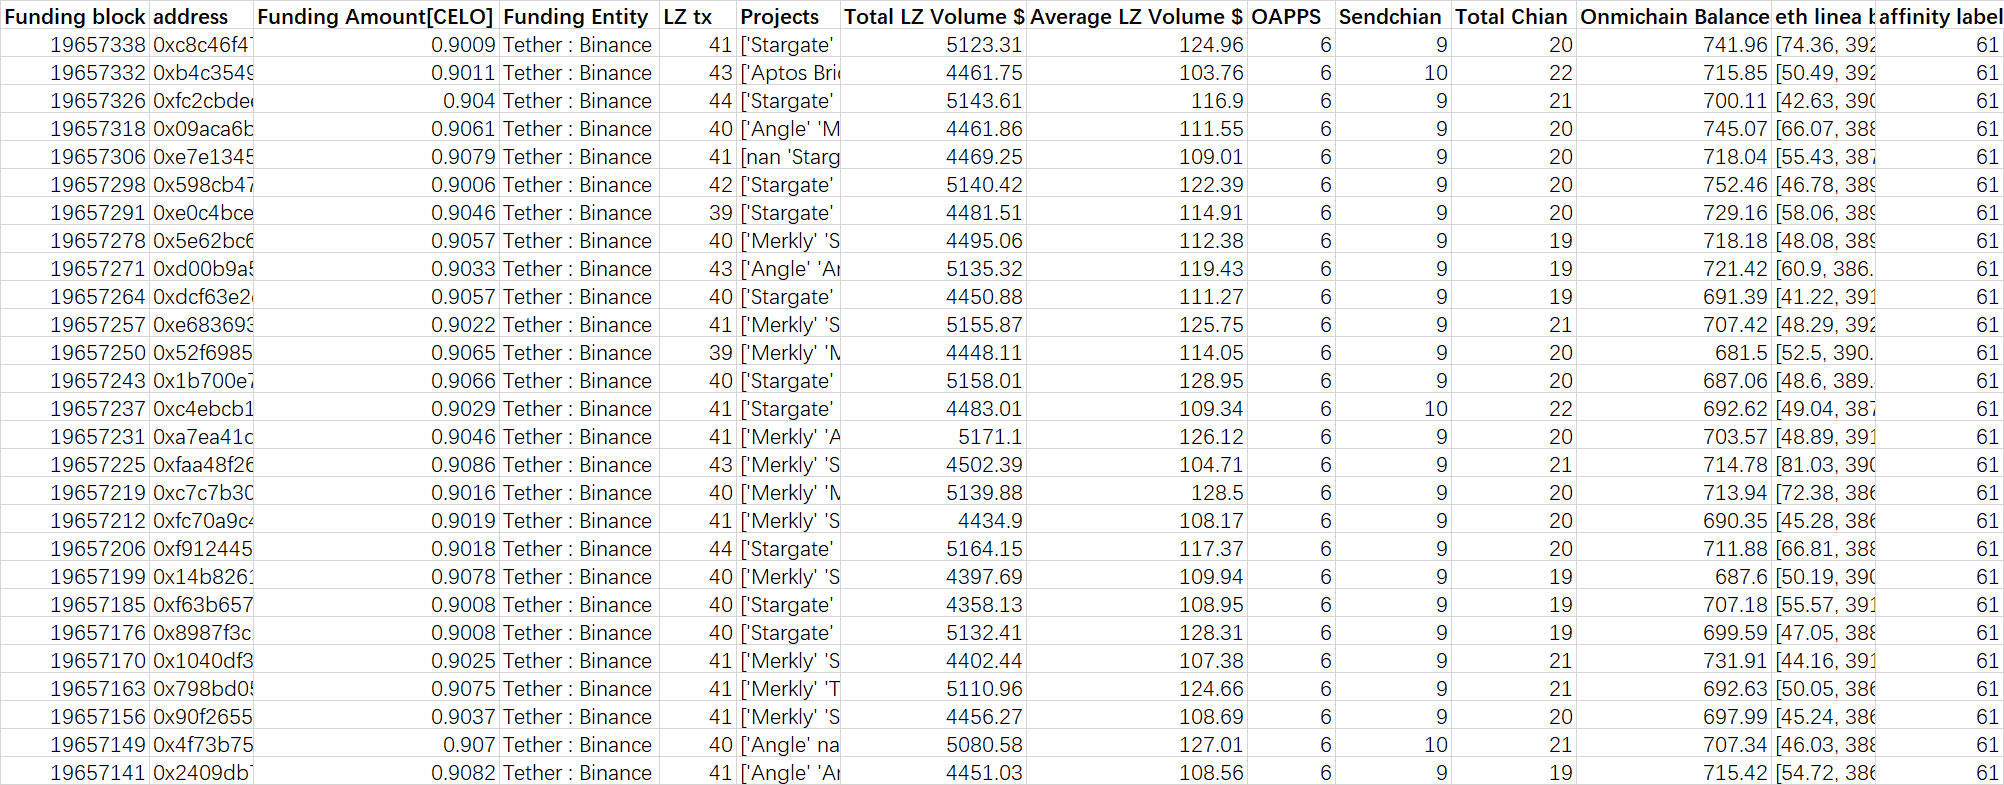 Funding block address Funding Amount[CELO] Funding Entity LZ tx Projects Total LZ Volume $ Average LZ Volume $ OAPPS Sendchian Total Chian Onmichain Balance eth linea b affinity label
19657338 0xc8c46f47 0.9009 Tether : Binance 41 ['Stargate' 5123.31 124.96 6 9 20 741.96 [74.36, 392 61
19657332 0xb4c3549 0.9011 Tether : Binance 43 ['Aptos Bri 4461.75 103.76 6 10 22 715.85 [50.49, 392 61
19657326 0xfc2cbdee 0.904 Tether : Binance 44 ['Stargate' 5143.61 116.9 6 9 21 700.11 [42.63, 390 61
19657318 0x09aca6b 0.9061 Tether : Binance 40 ['Angle' 'M 4461.86 111.55 6 9 20 745.07 [66.07, 388 61
19657306 0xe7e1345 0.9079 Tether : Binance 41 [nan 'Starg 4469.25 109.01 6 9 20 718.04 [55.43, 387 61
19657298 0x598cb47 0.9006 Tether : Binance 42 ['Stargate' 5140.42 122.39 6 9 20 752.46 [46.78, 389 61
19657291 0xe0c4bce 0.9046 Tether : Binance 39 ['Stargate' 4481.51 114.91 6 9 20 729.16 [58.06, 389 61
19657278 0x5e62bc6 0.9057 Tether : Binance 40 ['Merkly' 'S 4495.06 112.38 6 9 19 718.18 [48.08, 389 61
19657271 0xd00b9a5 0.9033 Tether : Binance 43 ['Angle' 'Ar 5135.32 119.43 6 9 19 721.42 [60.9, 386. 61
19657264 0xdcf63e2 0.9057 Tether : Binance 40 ['Stargate' 4450.88 111.27 6 9 19 691.39 [41.22, 391 61
19657257 0xe683693 0.9022 Tether : Binance 41 ['Merkly' 'S 5155.87 125.75 6 9 21 707.42 [48.29, 392 61
19657250 0x52f6985 0.9065 Tether : Binance 39 ['Merkly' 'M 4448.11 114.05 6 9 20 681.5 [52.5, 390. 61
19657243 0x1b700e7 0.9066 Tether : Binance 40 ['Stargate' 5158.01 128.95 6 9 20 687.06 [48.6, 389. 61
19657237 0xc4ebcb1 0.9029 Tether : Binance 41 ['Stargate' 4483.01 109.34 6 10 22 692.62 [49.04, 387 61
19657231 0xa7ea41c 0.9046 Tether : Binance 41 ['Merkly' 'A 5171.1 126.12 6 9 20 703.57 [48.89, 391 61
19657225 0xfaa48f26 0.9086 Tether : Binance 43 ['Merkly' 'S 4502.39 104.71 6 9 21 714.78 [81.03, 390 61
19657219 0xc7c7b30 0.9016 Tether : Binance 40 ['Merkly' 'M 5139.88 128.5 6 9 20 713.94 [72.38, 386 61
19657212 0xfc70a9c4 0.9019 Tether : Binance 41 ['Merkly' 'S 4434.9 108.17 6 9 20 690.35 [45.28, 386 61
19657206 0xf912445 0.9018 Tether : Binance 44 ['Stargate' 5164.15 117.37 6 9 20 711.88 [66.81, 388 61
19657199 0x14b8261 0.9078 Tether : Binance 40 ['Merkly' 'S 4397.69 109.94 6 9 19 687.6 [50.19, 390 61
19657185 0xf63b657 0.9008 Tether : Binance 40 ['Stargate' 4358.13 108.95 6 9 19 707.18 [55.57, 391 61
19657176 0x8987f3c 0.9008 Tether : Binance 40 ['Stargate' 5132.41 128.31 6 9 19 699.59 [47.05, 388 61
19657170 0x1040df3 0.9025 Tether : Binance 41 ['Merkly' 'S 4402.44 107.38 6 9 21 731.91 [44.16, 391 61
19657163 0x798bd05 0.9075 Tether : Binance 41 ['Merkly' 'T 5110.96 124.66 6 9 21 692.63 [50.05, 386 61
19657156 0x90f2655 0.9037 Tether : Binance 41 ['Merkly' 'S 4456.27 108.69 6 9 20 697.99 [45.24, 386 61
19657149 0x4f73b75 0.907 Tether : Binance 40 ['Angle' na 5080.58 127.01 6 10 21 707.34 [46.03, 388 61
19657141 0x2409db7 0.9082 Tether : Binance 41 ['Angle' 'Ar 4451.03 108.56 6 9 19 715.42 [54.72, 386 61